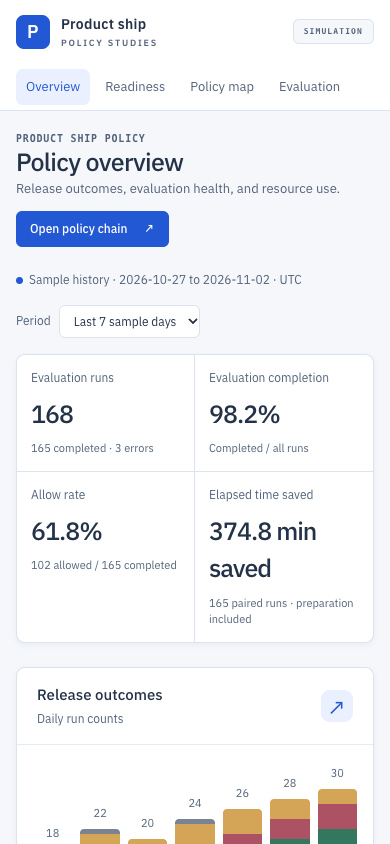 P
Product ship
POLICY STUDIES
SIMULATION
Overview Readiness Policy map Evaluation
PRODUCT SHIP POLICY
Policy overview
Release outcomes, evaluation health, and resource use.
Open policy chain ↗
Sample history · 2026-10-27 to 2026-11-02 · UTC
Period Last 7 sample days
Evaluation runs
168
165 completed · 3 errors
Evaluation completion
98.2%
Completed / all runs
Allow rate
61.8%
102 allowed / 165 completed
Elapsed time saved
374.8 min
saved
165 paired runs · preparation
included
Release outcomes
Daily run counts
↗
18 22 20 24 26 28 30